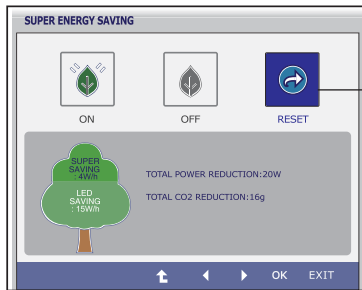 SUPER ENERGY SAVING
ON
OFF
RESET
SUPER
SAVING
: 4W/h
LED
SAVING
: 15W/h
TOTAL POWER REDUCTION:20W
TOTAL CO2 REDUCTION:16g
OK
EXIT